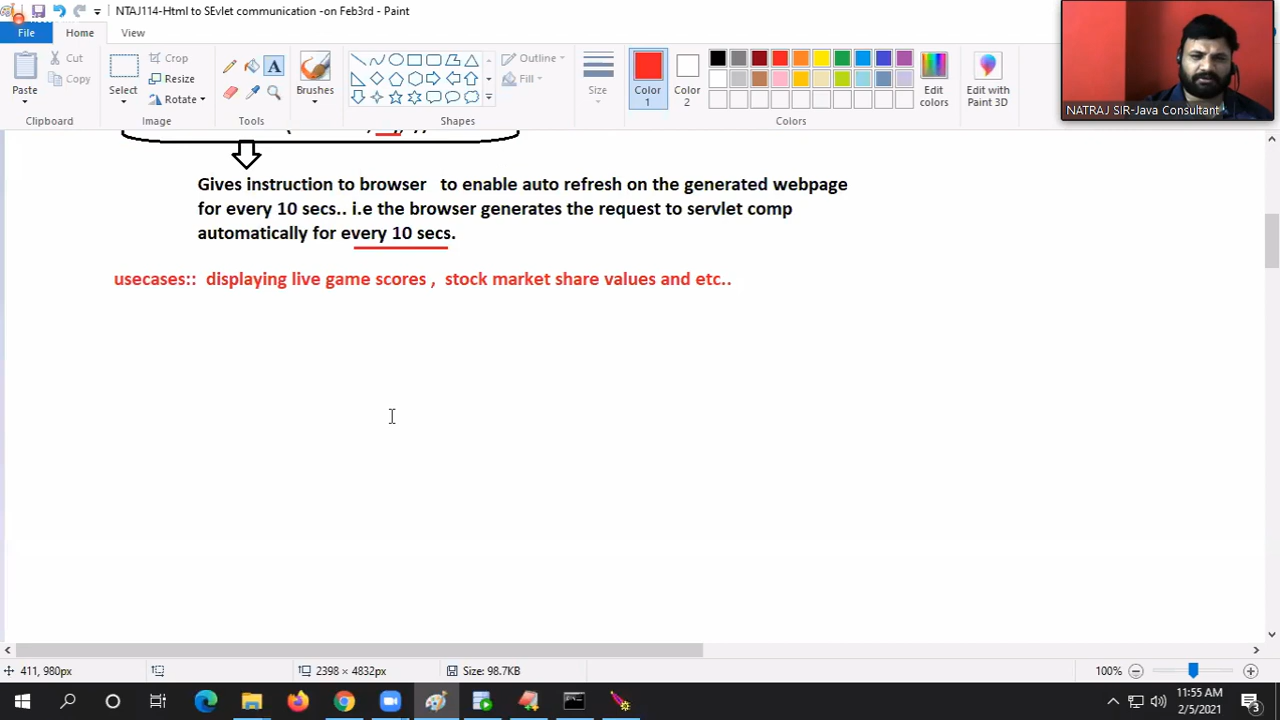 NTAJ114-Html to SEvlet communication -on Feb3rd - Paint
File
Home
View
Paste
Cut
Copy
Clipboard
Select
Crop
Resize
Rotate
Image
Tools
Brushes
Shapes
Outline
Fill
Size
Color 1
Color 2
Edit colors
Edit with Paint 3D
Colors
NATRAJ SIR-Java Consultant
Gives instruction to browser to enable auto refresh on the generated webpage
for every 10 secs.. i.e the browser generates the request to servlet comp
automatically for every 10 secs.
usecases:: displaying live game scores , stock market share values and etc..
411, 980px
2398 × 4832px
Size: 98.7KB
100%
11:55 AM
2/5/2021
3